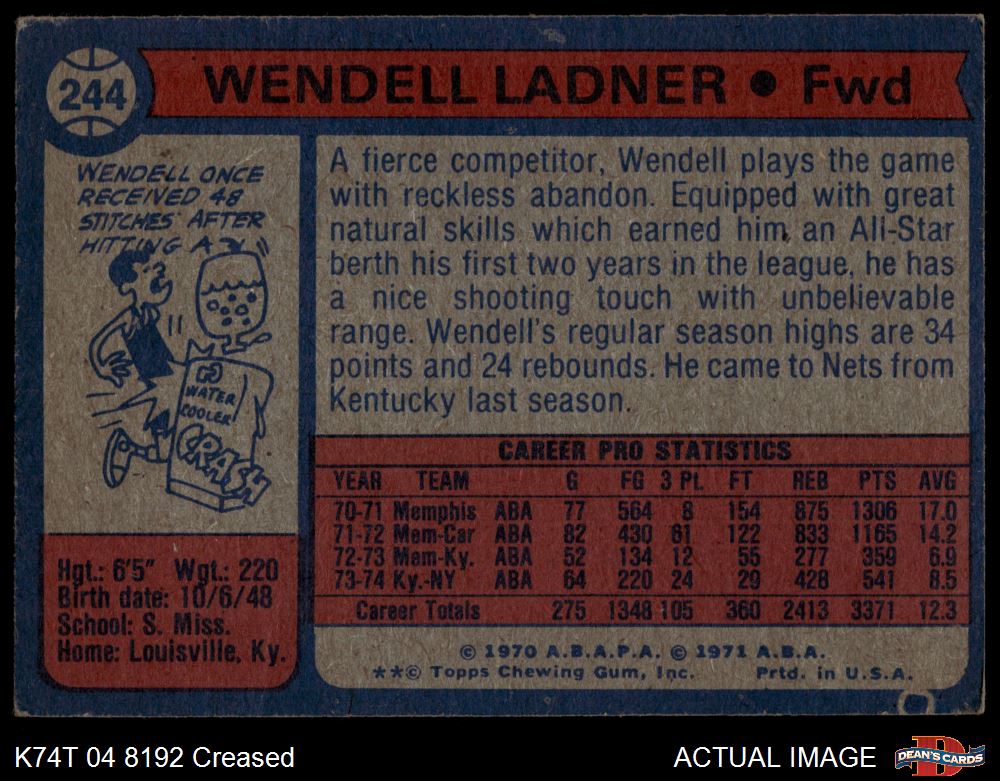 244
WENDELL LADNER ● Fwd
WENDELL ONCE
RECEIVED 48
STITCHES AFTER
HITTING A
WATER
COOLER
CRASH
A fierce competitor, Wendell plays the game
with reckless abandon. Equipped with great
natural skills which earned him an All-Star
berth his first two years in the league, he has
a nice shooting touch with unbelievable
range. Wendell's regular season highs are 34
points and 24 rebounds. He came to Nets from
Kentucky last season.
CAREER PRO STATISTICS
YEAR TEAM G FG 3 Pt. FT REB PTS AVG
70-71 Memphis ABA 77 564 8 154 875 1306 17.0
71-72 Mem-Car ABA 82 430 61 122 833 1165 14.2
72-73 Mem-Ky. ABA 52 134 12 55 277 359 6.9
73-74 Ky.-NY ABA 64 220 24 29 428 541 8.5
Career Totals 275 1348 105 360 2413 3371 12.3
Hgt.: 6'5" Wgt.: 220
Birth date: 10/6/48
School: S. Miss.
Home: Louisville, Ky.
© 1970 A.B.A.P.A. © 1971 A.B.A.
**© Topps Chewing Gum, Inc. Prtd. in U.S.A.
K74T 04 8192 Creased
ACTUAL IMAGE
D
DEAN'S CARDS